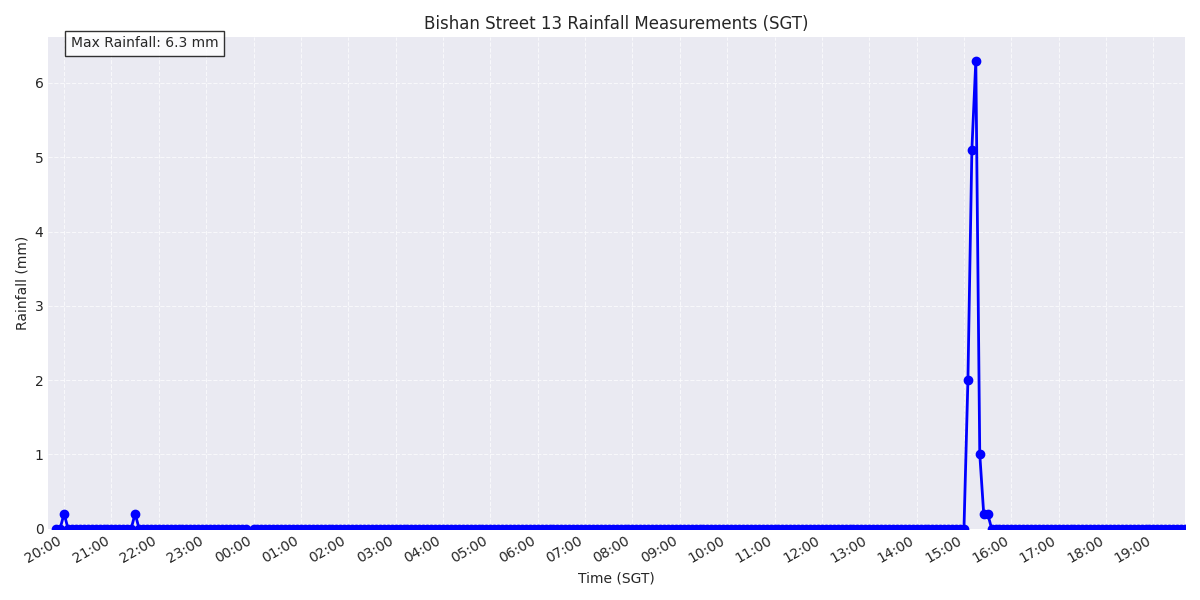 Bishan Street 13 Rainfall Measurements (SGT)
Max Rainfall: 6.3 mm
6
5
4
3
2
1
0
Rainfall (mm)
20:00 21:00 22:00 23:00 00:00 01:00 02:00 03:00 04:00 05:00 06:00 07:00 08:00 09:00 10:00 11:00 12:00 13:00 14:00 15:00 16:00 17:00 18:00 19:00
Time (SGT)